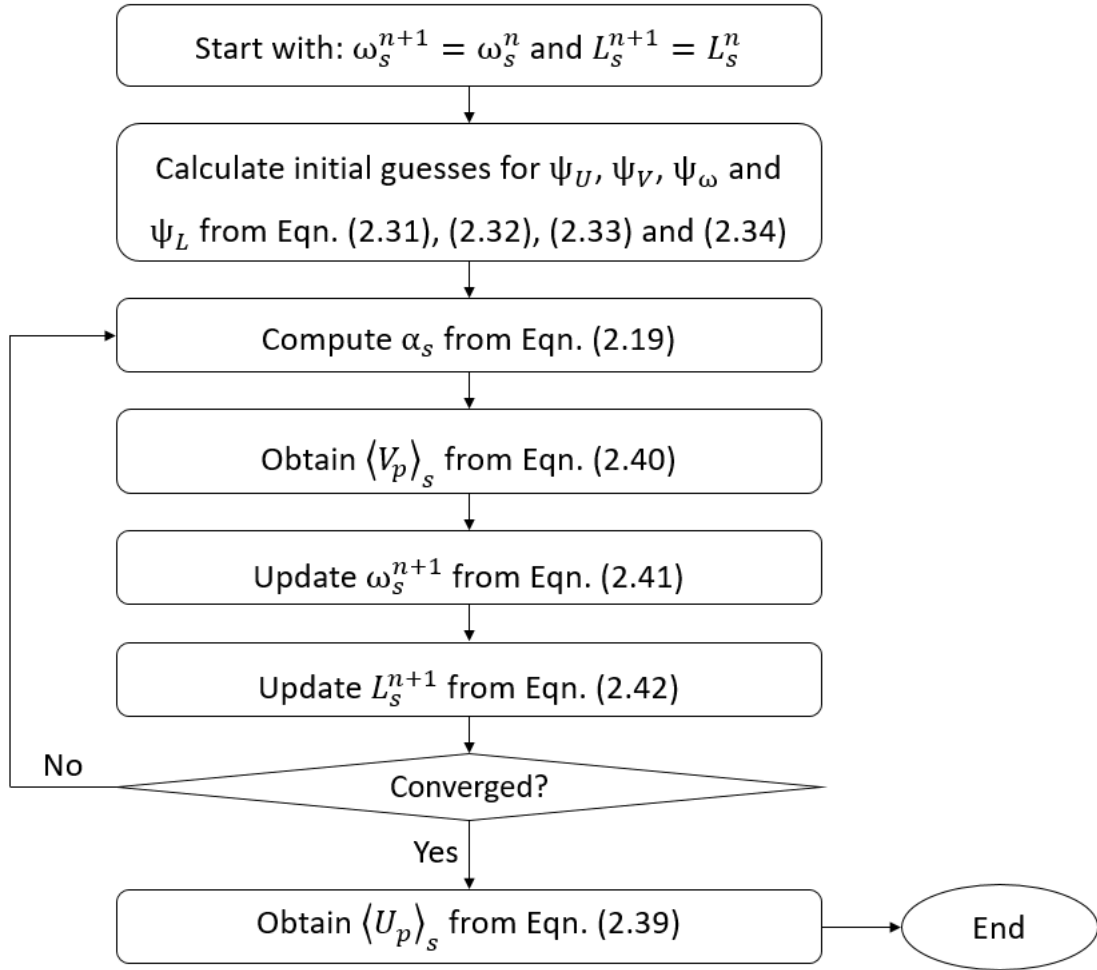 Start with: ω_s^{n+1} = ω_s^n and L_s^{n+1} = L_s^n
Calculate initial guesses for ψ_U, ψ_V, ψ_ω and
ψ_L from Eqn. (2.31), (2.32), (2.33) and (2.34)
Compute α_s from Eqn. (2.19)
Obtain ⟨V_p⟩_s from Eqn. (2.40)
Update ω_s^{n+1} from Eqn. (2.41)
Update L_s^{n+1} from Eqn. (2.42)
No
Converged?
Yes
Obtain ⟨U_p⟩_s from Eqn. (2.39)
End